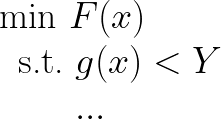 min F(x)
s.t. g(x) < Y
...